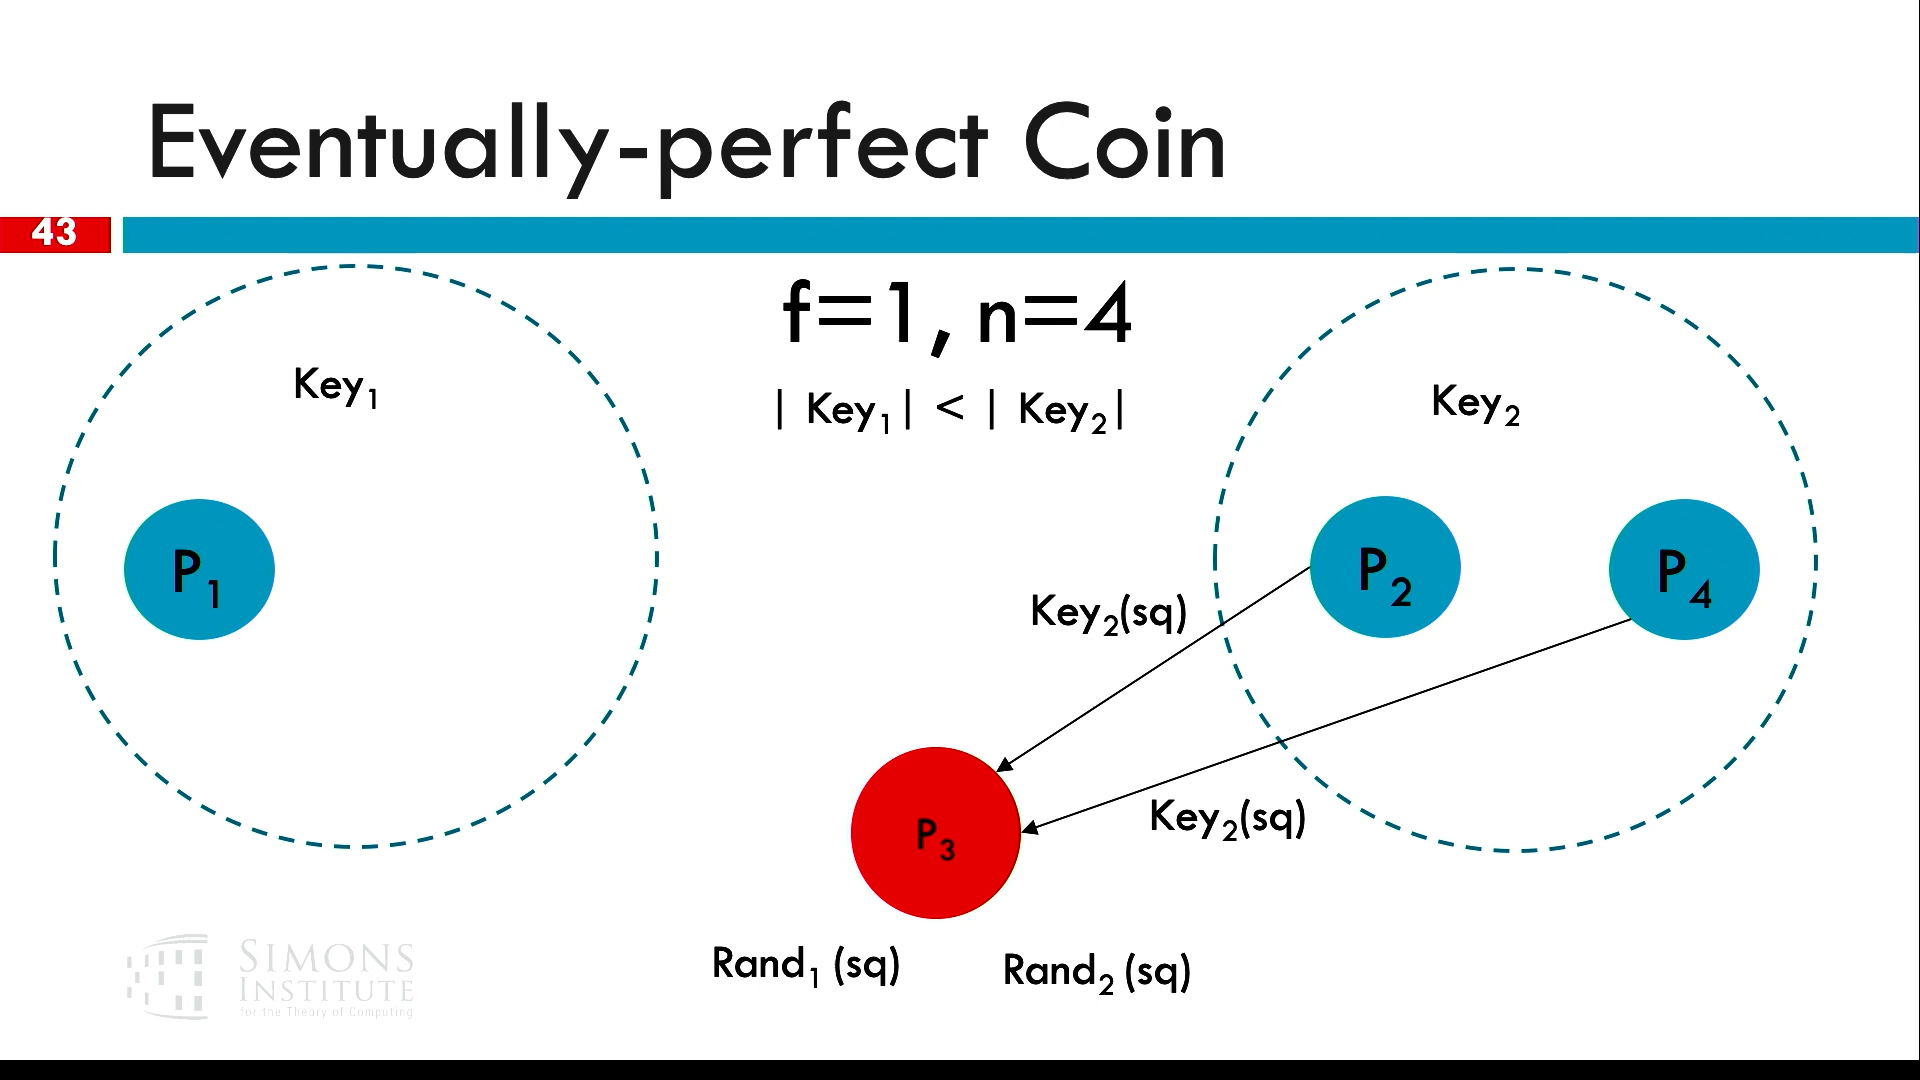 Eventually-perfect Coin
43
f=1, n=4
Key₁
| Key₁| < | Key₂|
Key₂
P₁
P₂
P₄
Key₂(sq)
Key₂(sq)
P₃
Rand₁ (sq)
Rand₂ (sq)
SIMONS
INSTITUTE
for the Theory of Computing